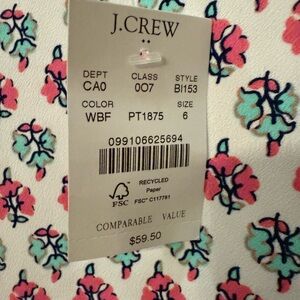 J.CREW
DEPT CLASS STYLE
CA0 007 BI153
COLOR SIZE
WBF PT1875 6
099106625694
RECYCLED
Paper
FSC FSC® C117791
COMPARABLE VALUE
$59.50